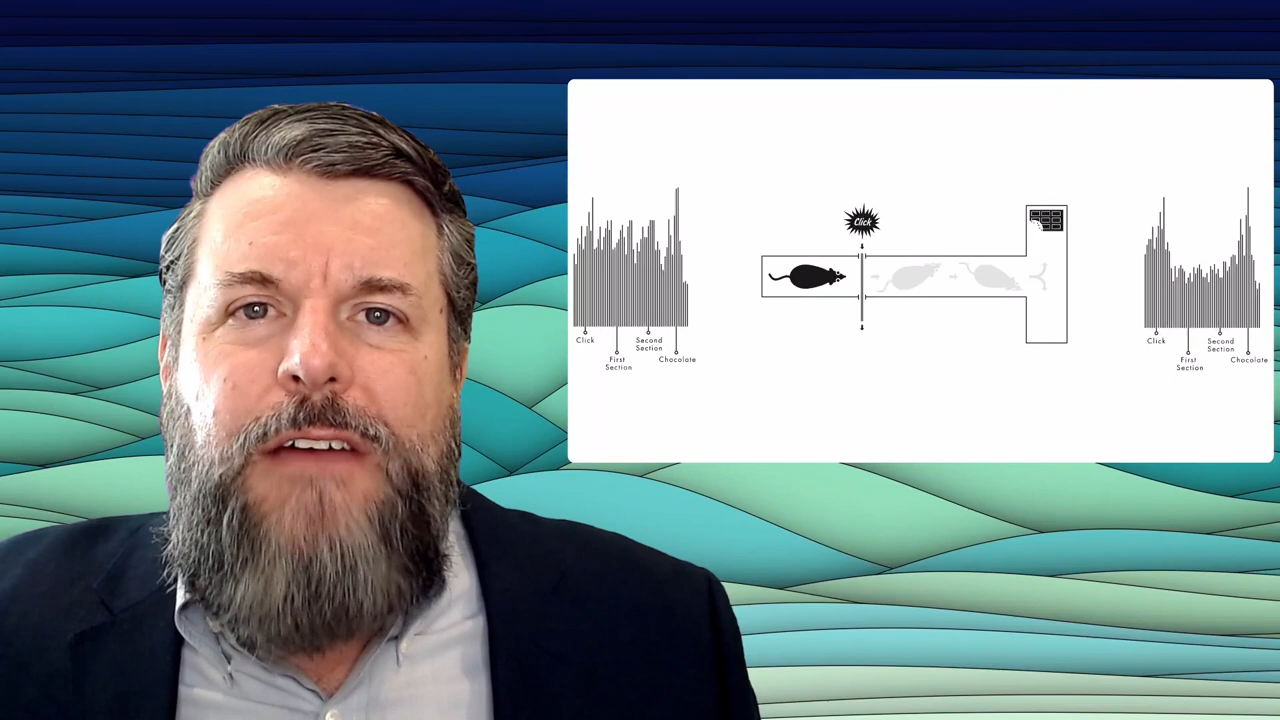 Click
Click
First
Section
Second
Section
Chocolate
Click
First
Section
Second
Section
Chocolate